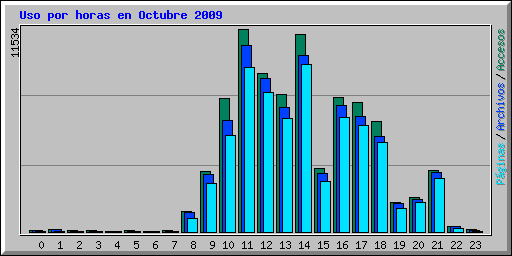 Uso por horas en Octubre 2009
11534
Páginas / Archivos / Accesos
0 1 2 3 4 5 6 7 8 9 10 11 12 13 14 15 16 17 18 19 20 21 22 23